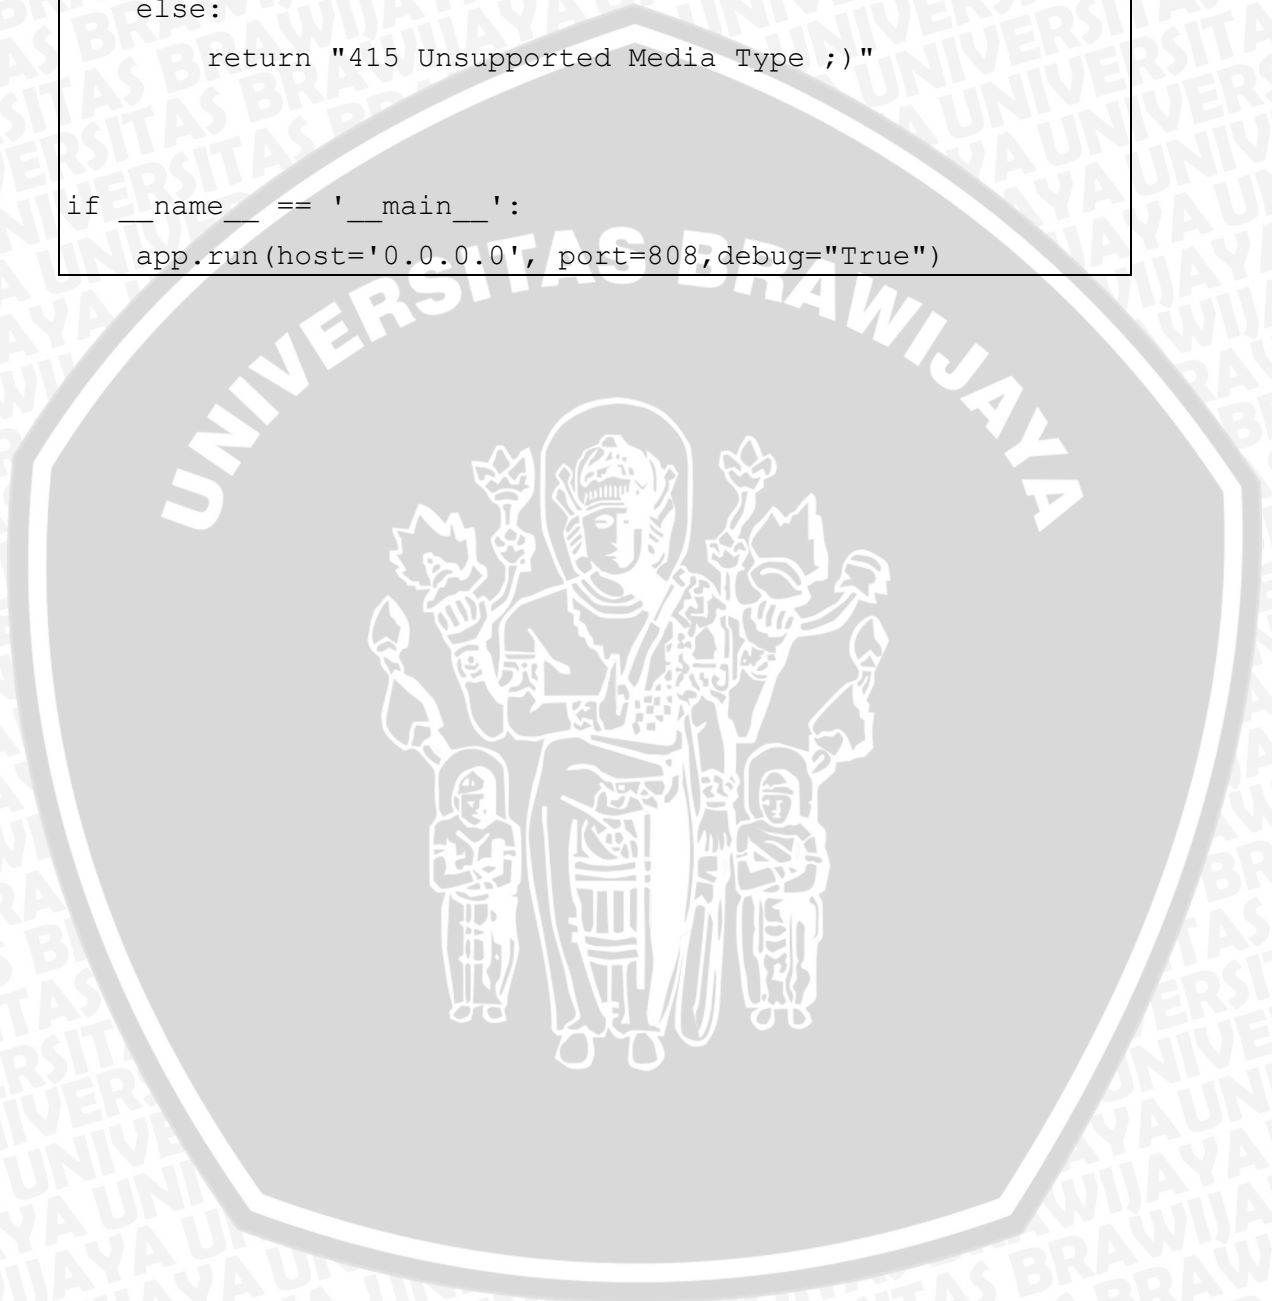 else:
        return "415 Unsupported Media Type ;)"
if __name__ == '__main__':
    app.run(host='0.0.0.0', port=808,debug="True")
UNIVERSITAS BRAWIJAYA